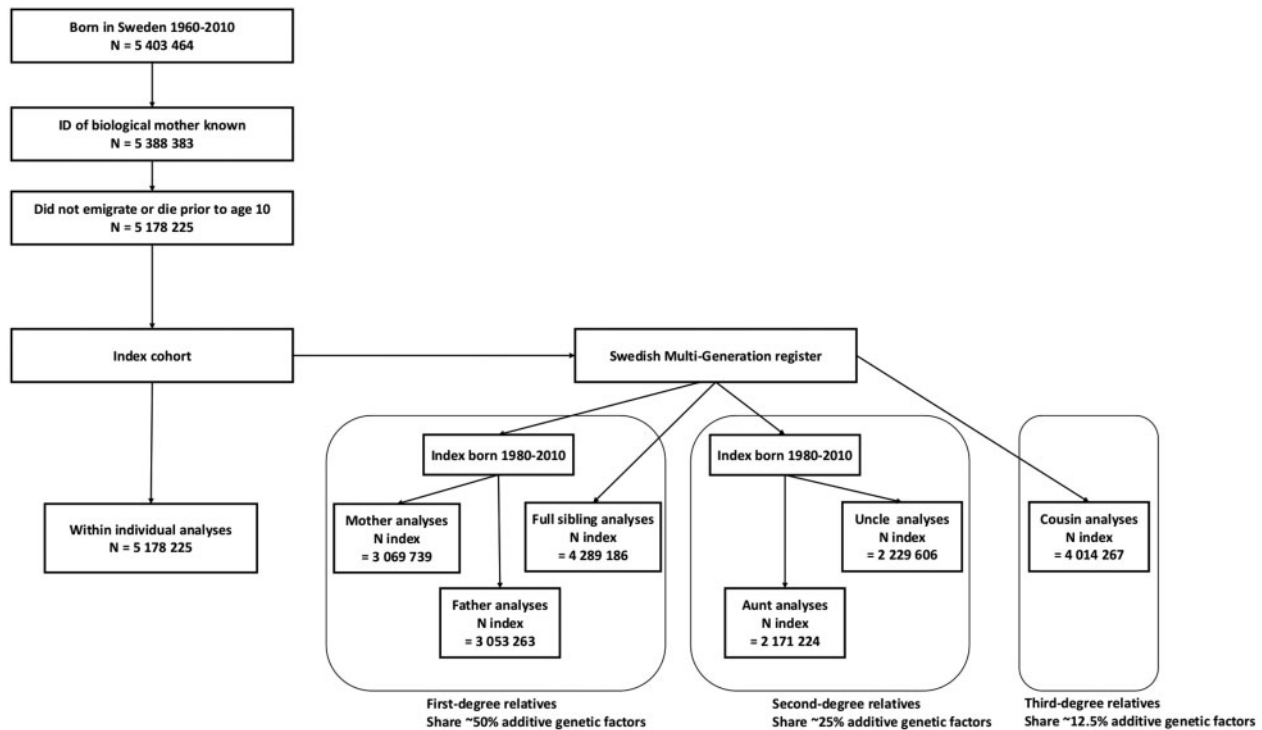 Born in Sweden 1960-2010
N = 5 403 464
ID of biological mother known
N = 5 388 383
Did not emigrate or die prior to age 10
N = 5 178 225
Index cohort
Swedish Multi-Generation register
Within individual analyses
N = 5 178 225
Index born 1980-2010
Mother analyses
N index
= 3 069 739
Full sibling analyses
N index
= 4 289 186
Father analyses
N index
= 3 053 263
Index born 1980-2010
Uncle analyses
N index
= 2 229 606
Aunt analyses
N index
= 2 171 224
Cousin analyses
N index
= 4 014 267
First-degree relatives
Share ~50% additive genetic factors
Second-degree relatives
Share ~25% additive genetic factors
Third-degree relatives
Share ~12.5% additive genetic factors